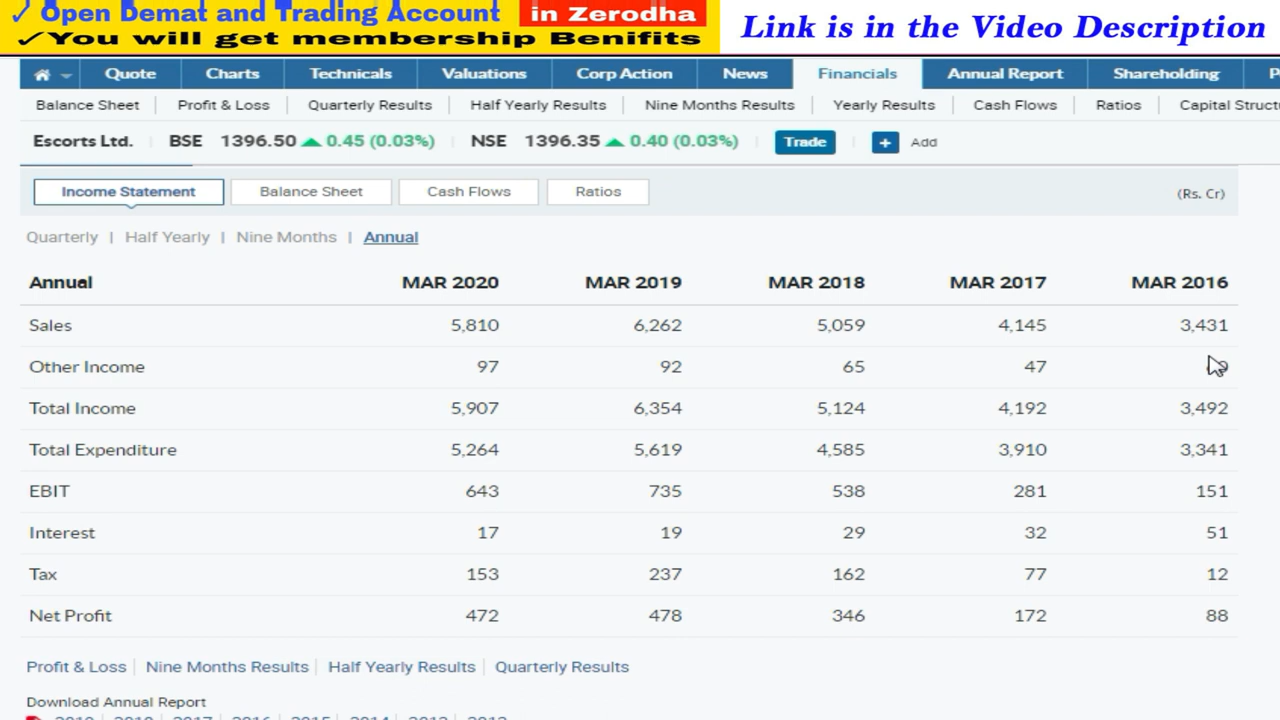 ✓ Open Demat and Trading Account in Zerodha
✓You will get membership Benifits
Link is in the Video Description
Quote Charts Technicals Valuations Corp Action News Financials Annual Report Shareholding
Balance Sheet Profit & Loss Quarterly Results Half Yearly Results Nine Months Results Yearly Results Cash Flows Ratios Capital
Escorts Ltd. BSE 1396.50 0.45 (0.03%) NSE 1396.35 0.40 (0.03%) Trade + Add
Income Statement Balance Sheet Cash Flows Ratios (Rs. Cr)
Quarterly | Half Yearly | Nine Months | Annual
Annual MAR 2020 MAR 2019 MAR 2018 MAR 2017 MAR 2016
Sales 5,810 6,262 5,059 4,145 3,431
Other Income 97 92 65 47
Total Income 5,907 6,354 5,124 4,192 3,492
Total Expenditure 5,264 5,619 4,585 3,910 3,341
EBIT 643 735 538 281 151
Interest 17 19 29 32 51
Tax 153 237 162 77 12
Net Profit 472 478 346 172 88
Profit & Loss Nine Months Results Half Yearly Results Quarterly Results
Download Annual Report